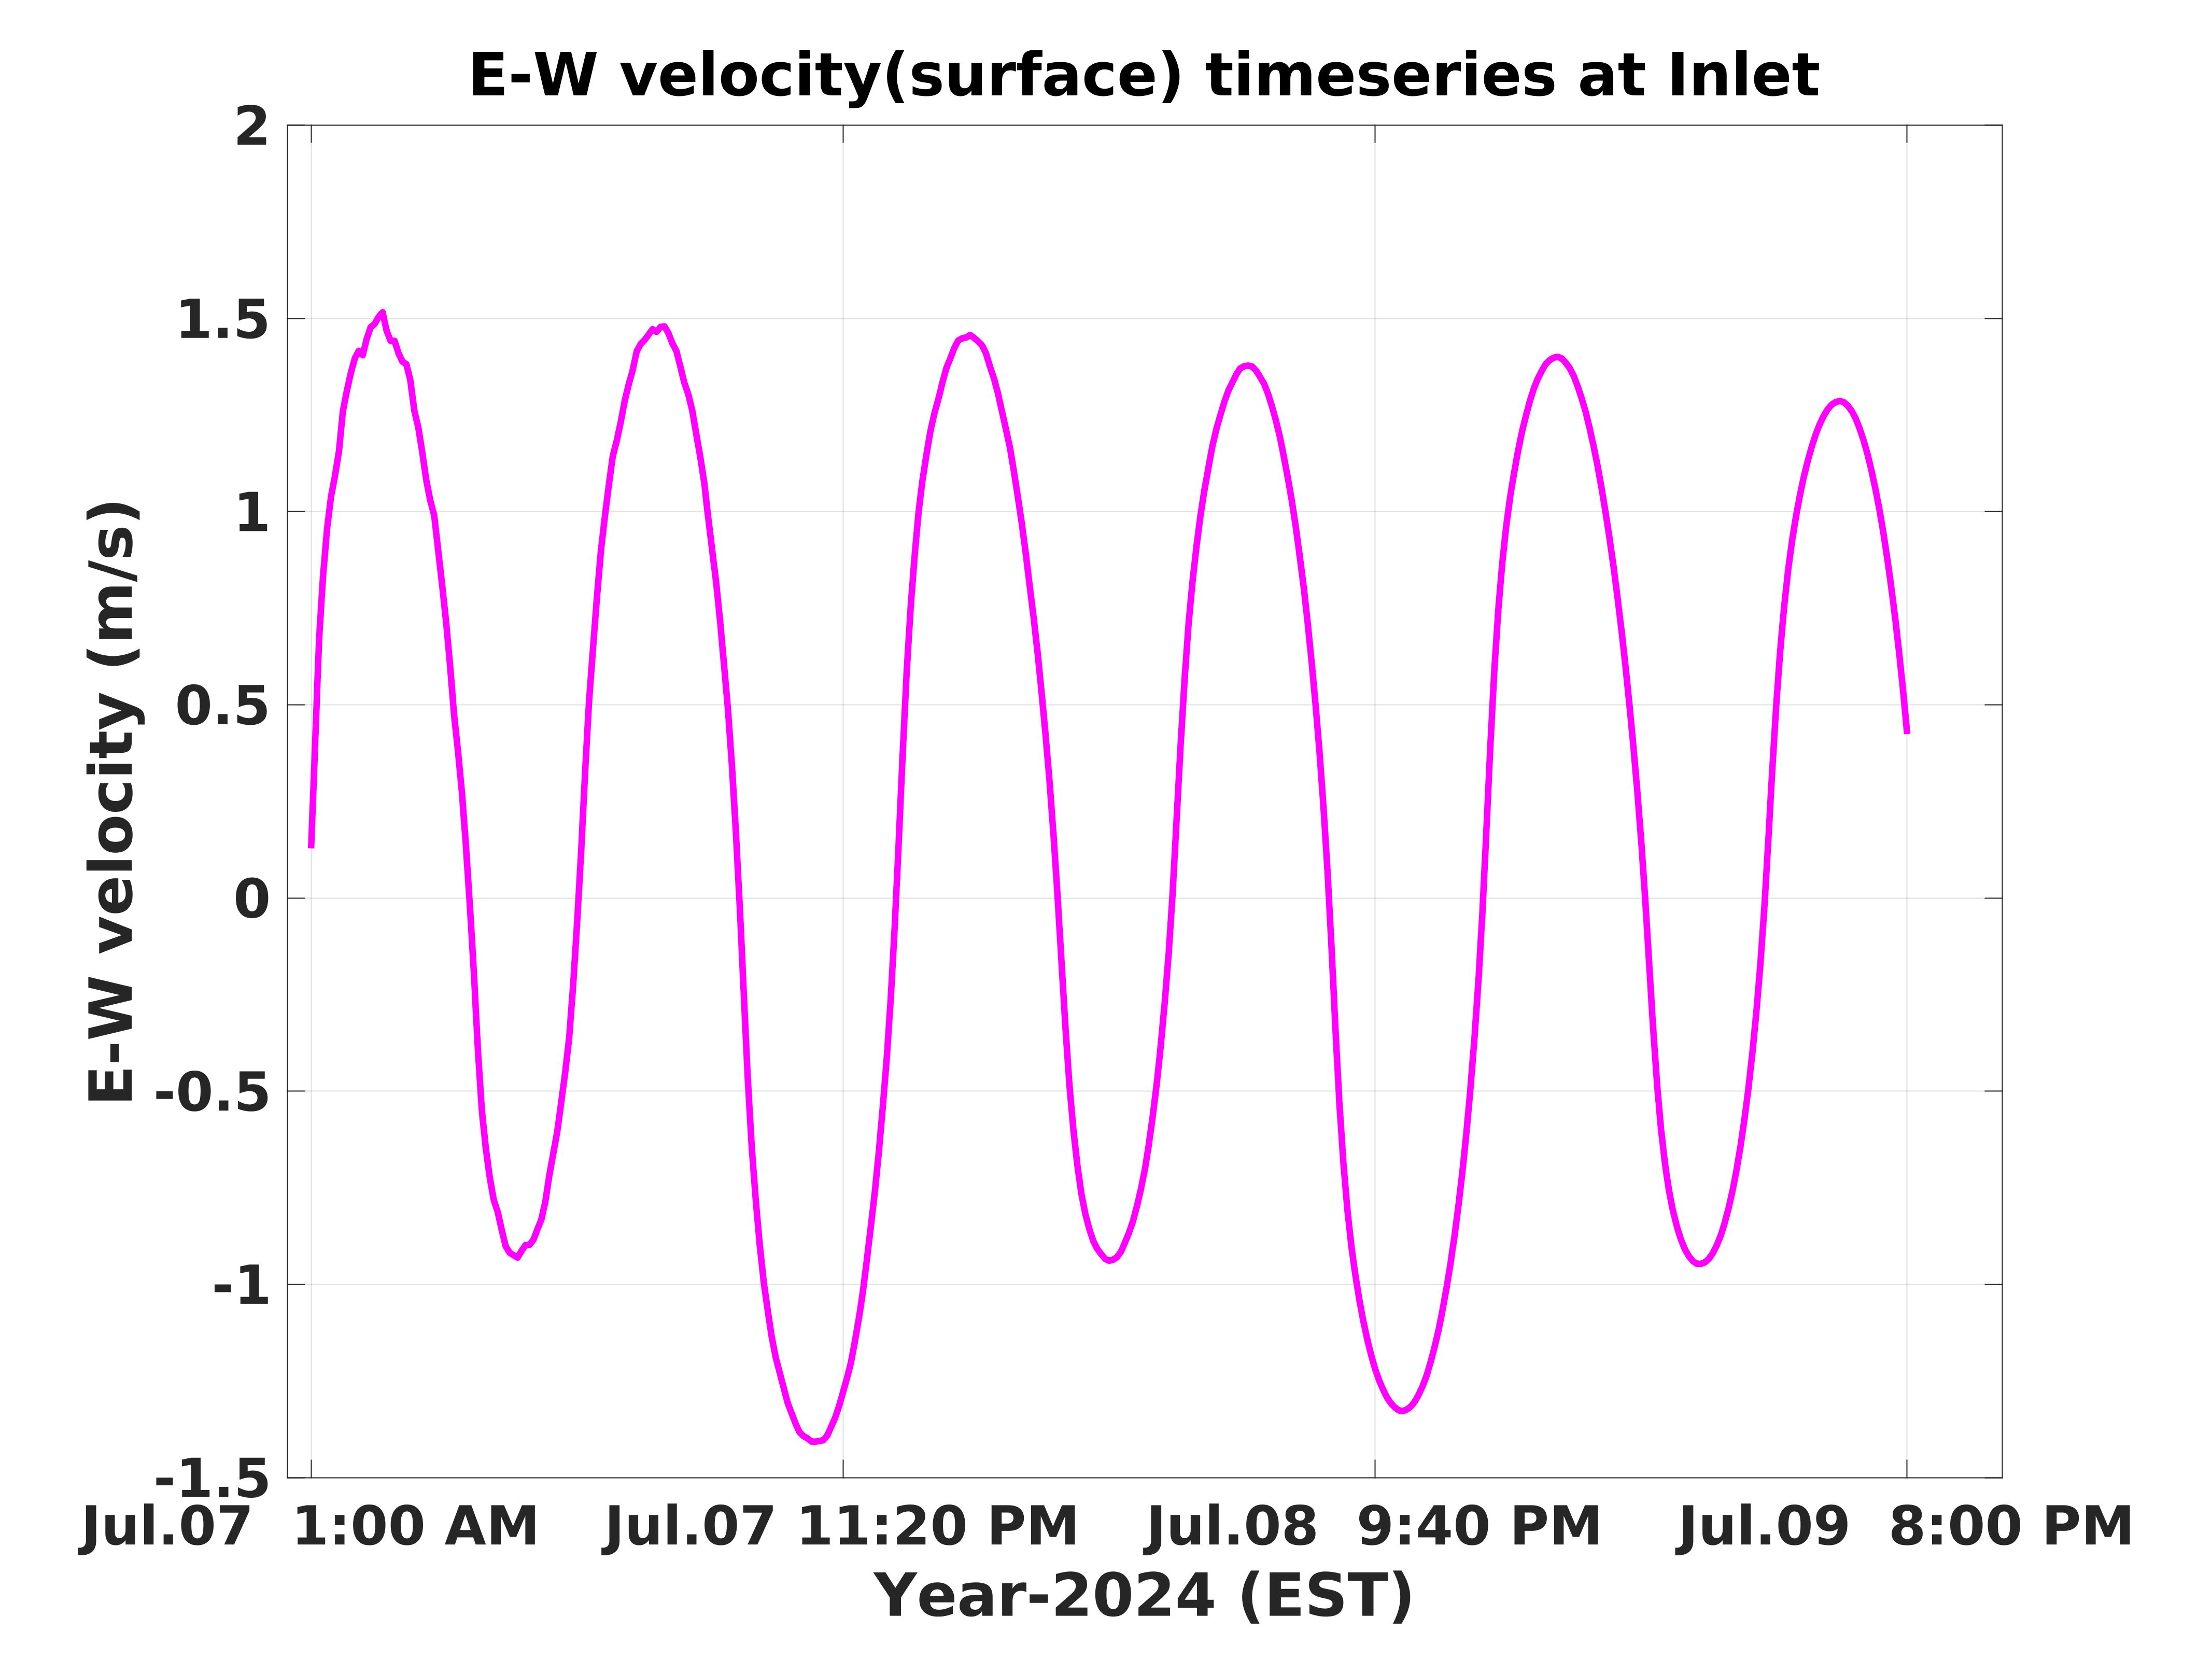 E-W velocity(surface) timeseries at Inlet
2
1.5
1
0.5
0
-0.5
-1
-1.5
E-W velocity (m/s)
Jul.07 1:00 AM Jul.07 11:20 PM Jul.08 9:40 PM Jul.09 8:00 PM
Year-2024 (EST)